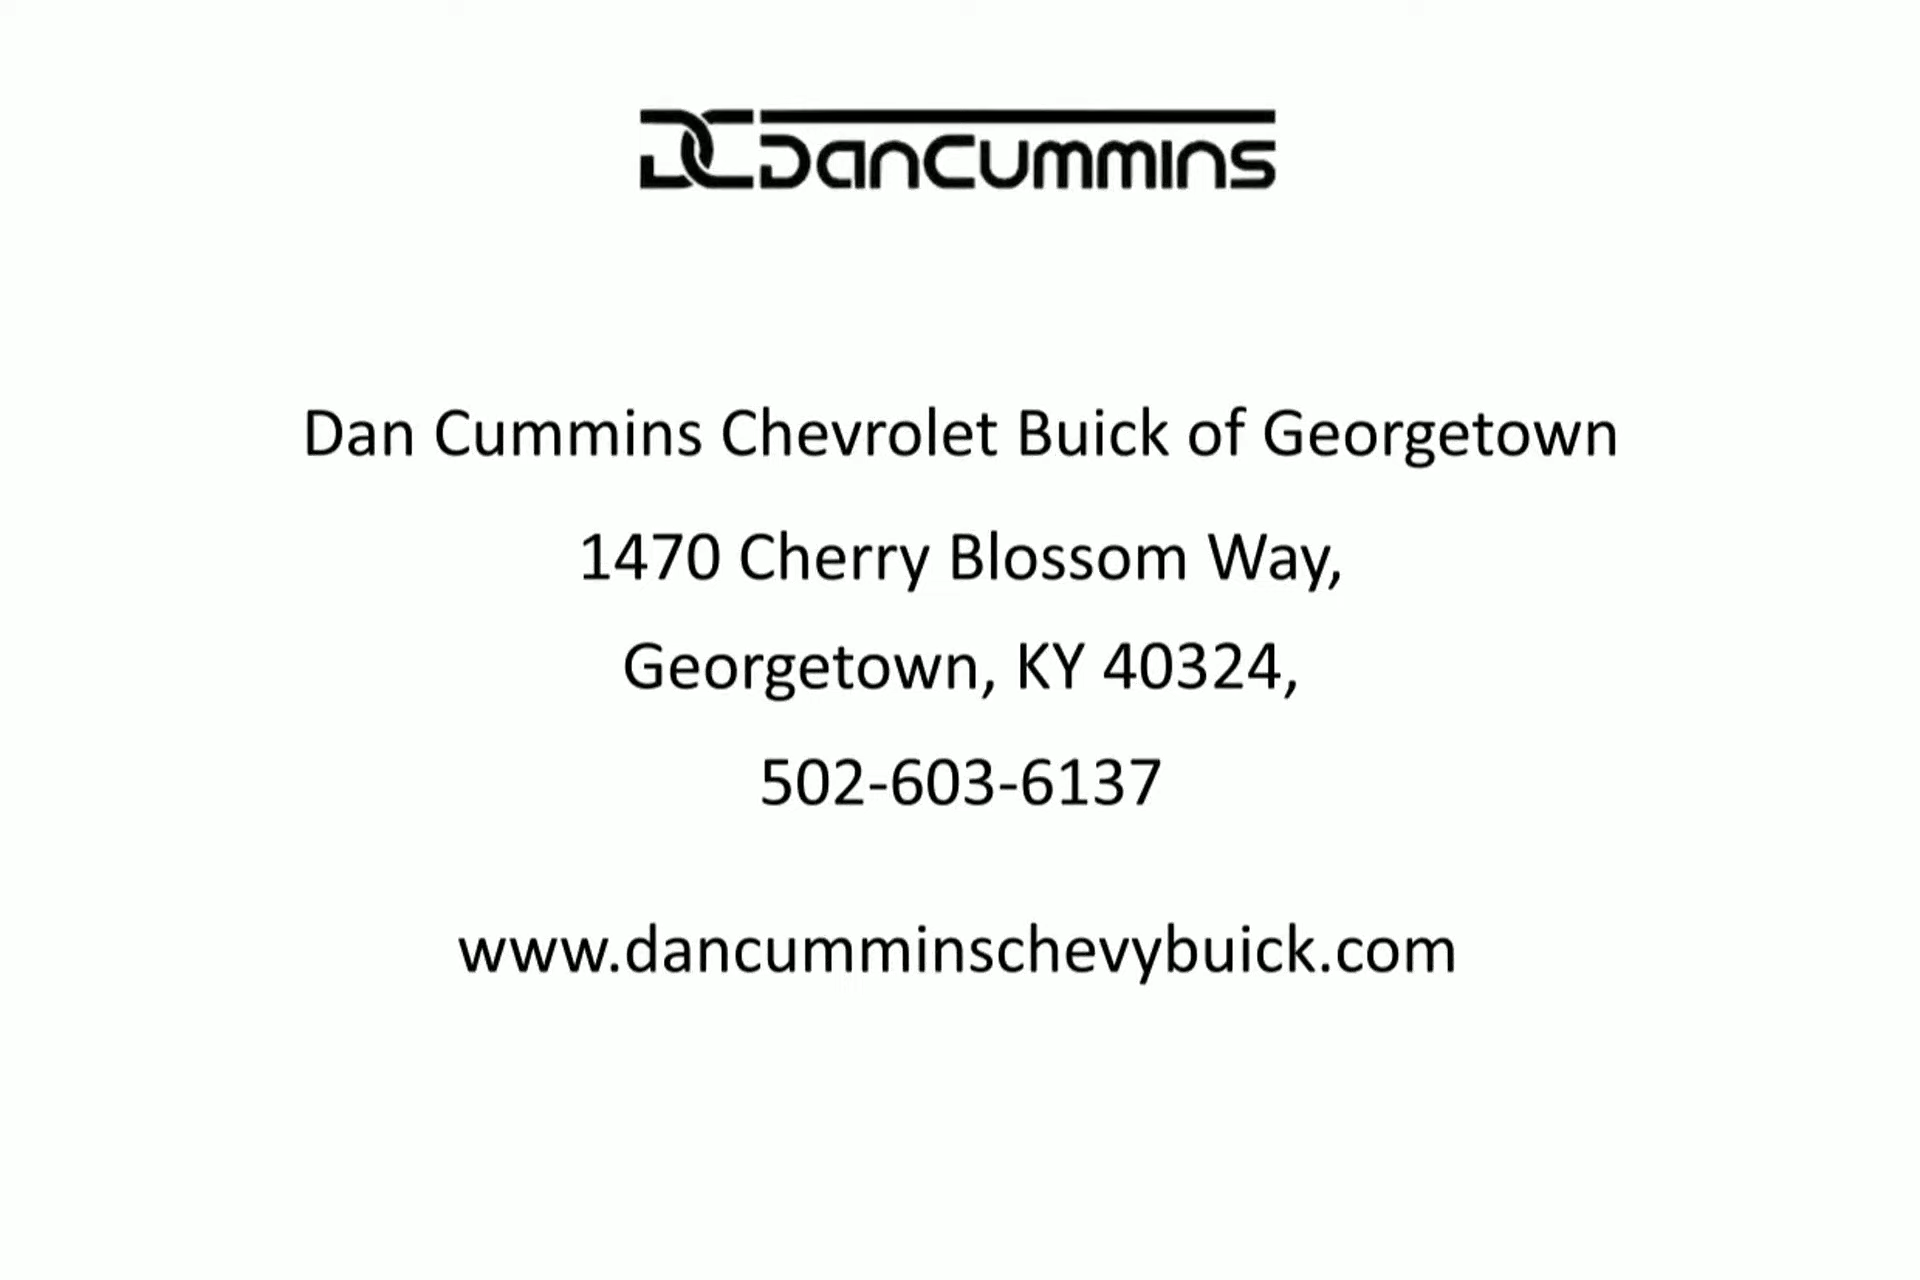 DC DanCummins
Dan Cummins Chevrolet Buick of Georgetown
1470 Cherry Blossom Way,
Georgetown, KY 40324,
502-603-6137
www.dancumminschevybuick.com